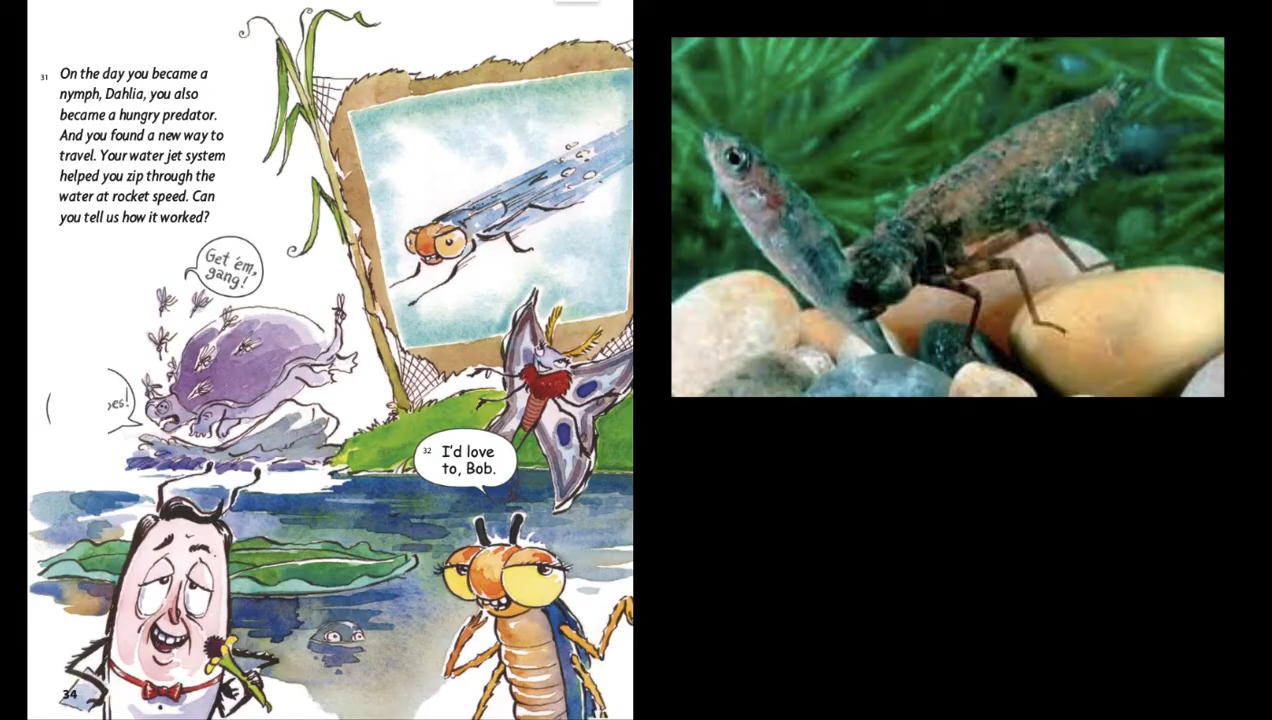 31
On the day you became a
nymph, Dahlia, you also
became a hungry predator.
And you found a new way to
travel. Your water jet system
helped you zip through the
water at rocket speed. Can
you tell us how it worked?
Get 'em,
gang!
32
I'd love
to, Bob.
34